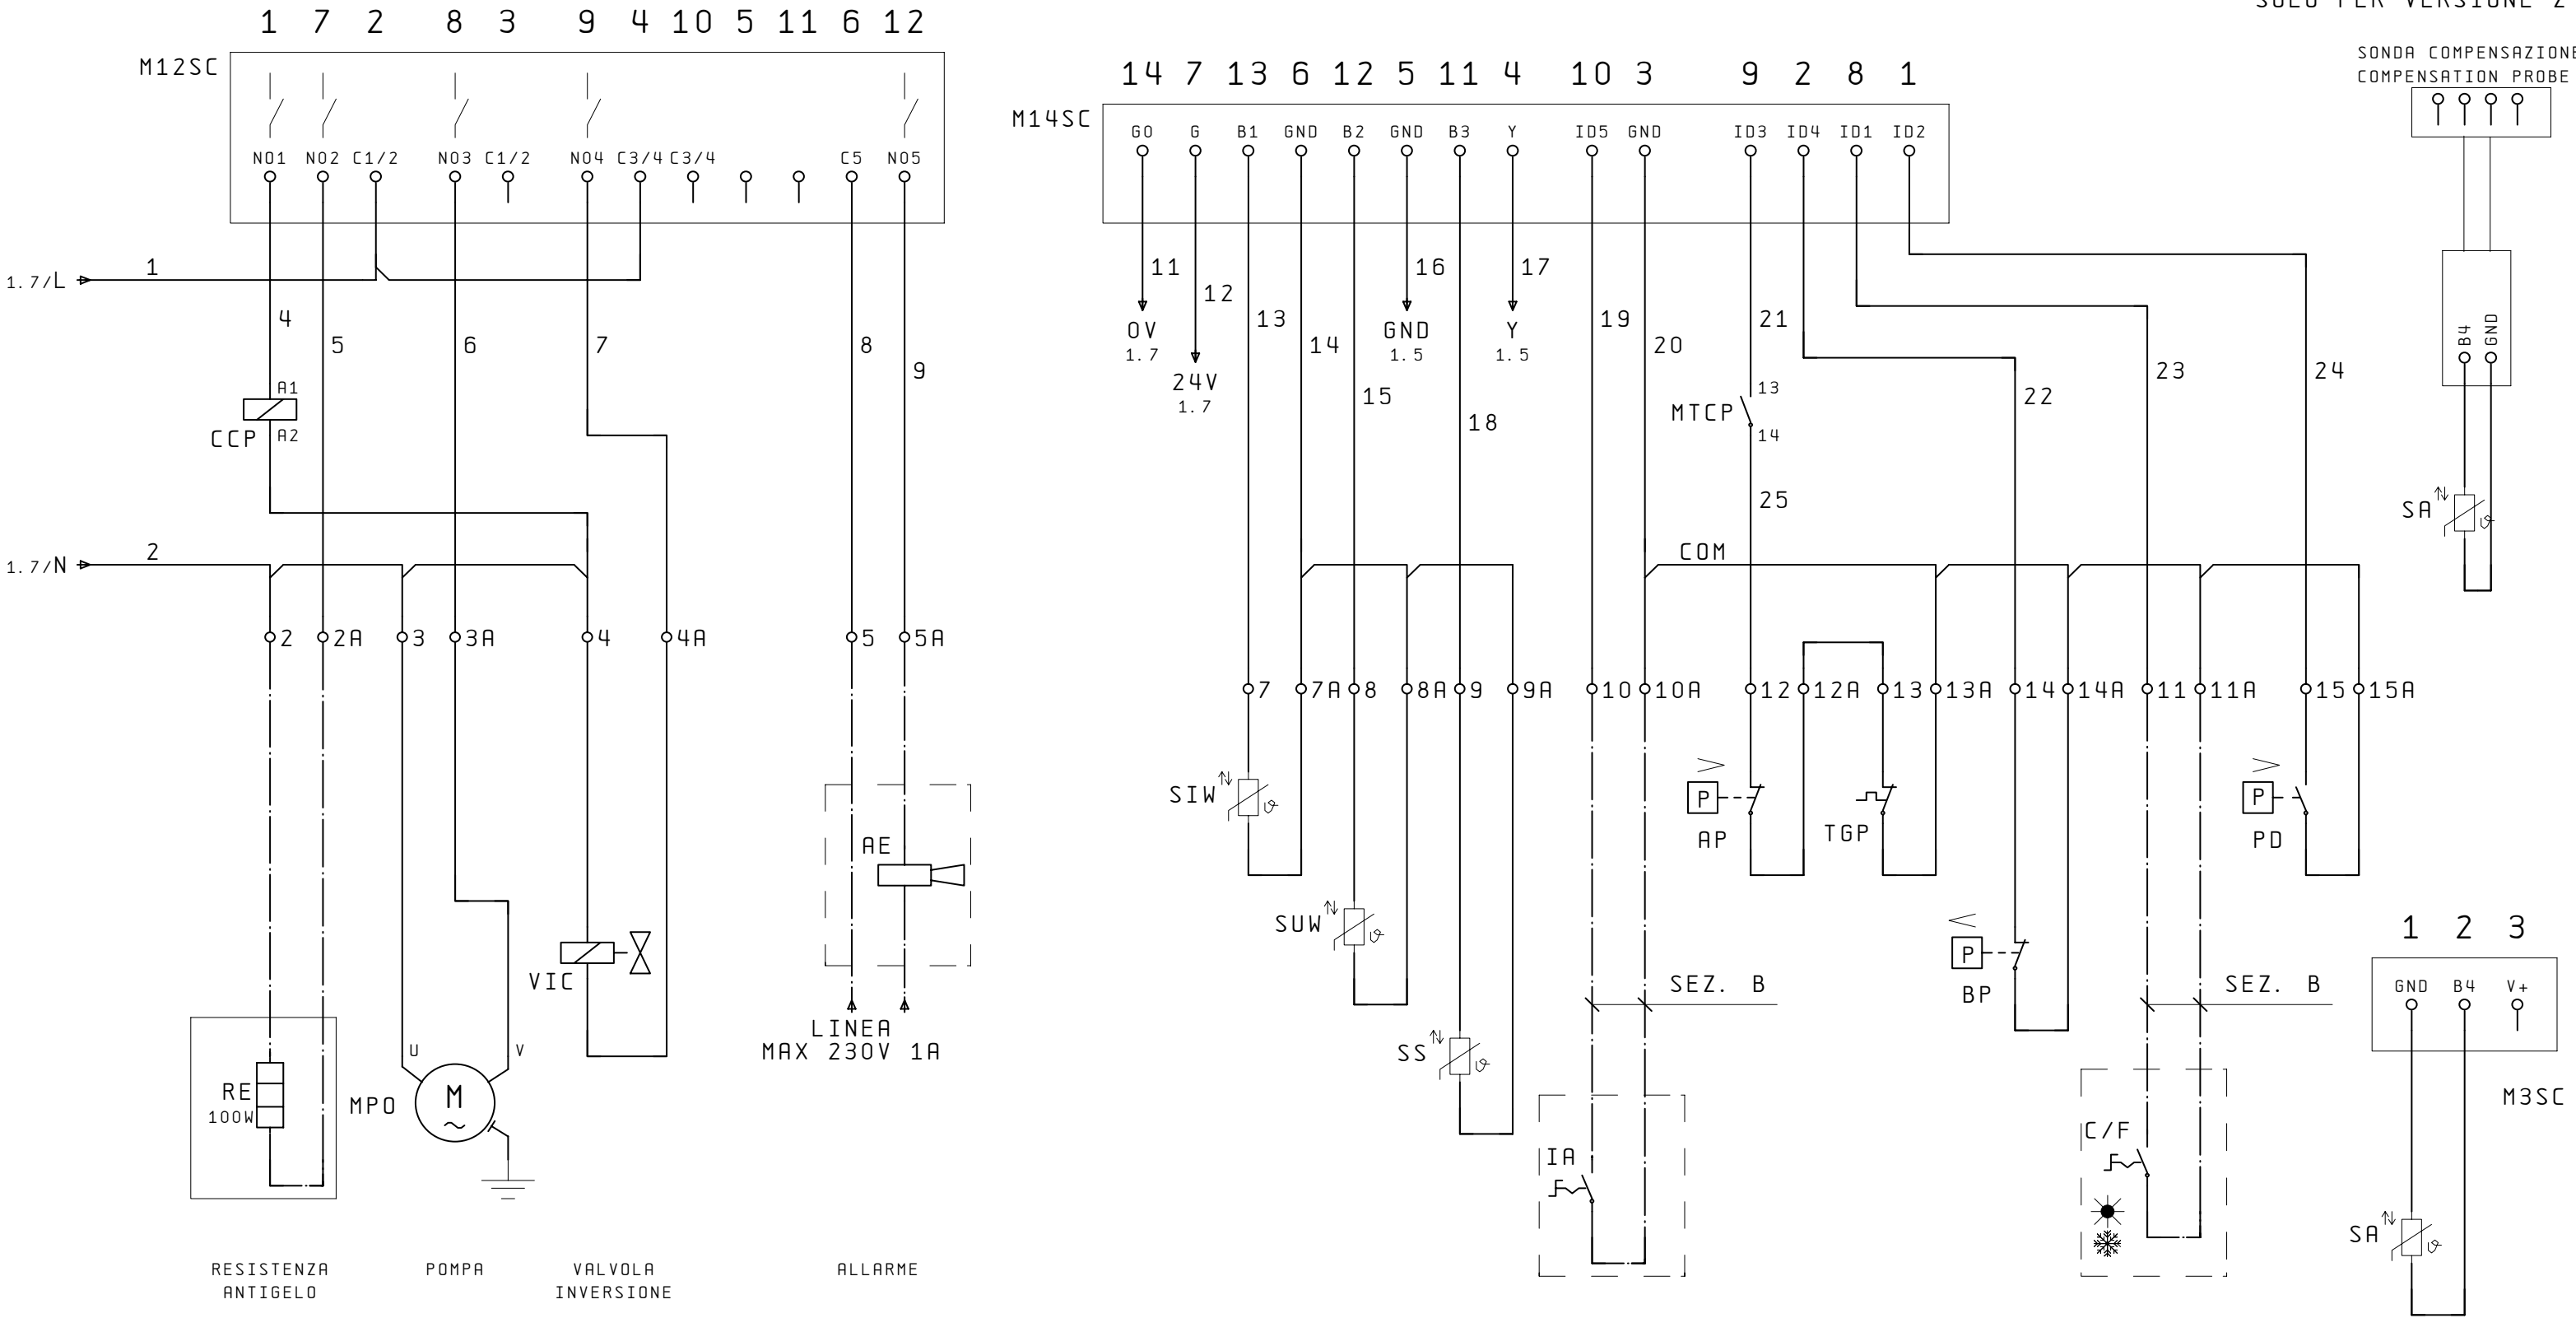 1 7 2 8 3 9 4 10 5 11 6 12
M12SC
NO1 NO2 C1/2 NO3 C1/2 NO4 C3/4 C3/4 C5 NO5
1.7/L 1
4
5 6 7 8 9
A1
CCP A2
1.7/N 2
2 2A 3 3A 4 4A 5 5A
AE
VIC
LINEA
MAX 230V 1A
U V
RE
100W
MPO
M
RESISTENZA
ANTIGELO
POMPA
VALVOLA
INVERSIONE
ALLARME
14 7 13 6 12 5 11 4 10 3 9 2 8 1
M14SC
G0 G B1 GND B2 GND B3 Y ID5 GND ID3 ID4 ID1 ID2
11 12 13 14 15 16 17 18 19 20 21 22 23 24
0V
1.7
24V
1.7
GND
1.5
Y
1.5
13
MTCP
14
25
COM
7 7A 8 8A 9 9A 10 10A 12 12A 13 13A 14 14A 11 11A 15 15A
SIW
SUW
SS
>
P
AP
TGP
<
P
BP
>
P
PD
SEZ. B
SEZ. B
IA
C/F
SONDA COMPENSAZIONE
COMPENSATION PROBE
B4 GND
SA
1 2 3
GND B4 V+
M3SC
SA